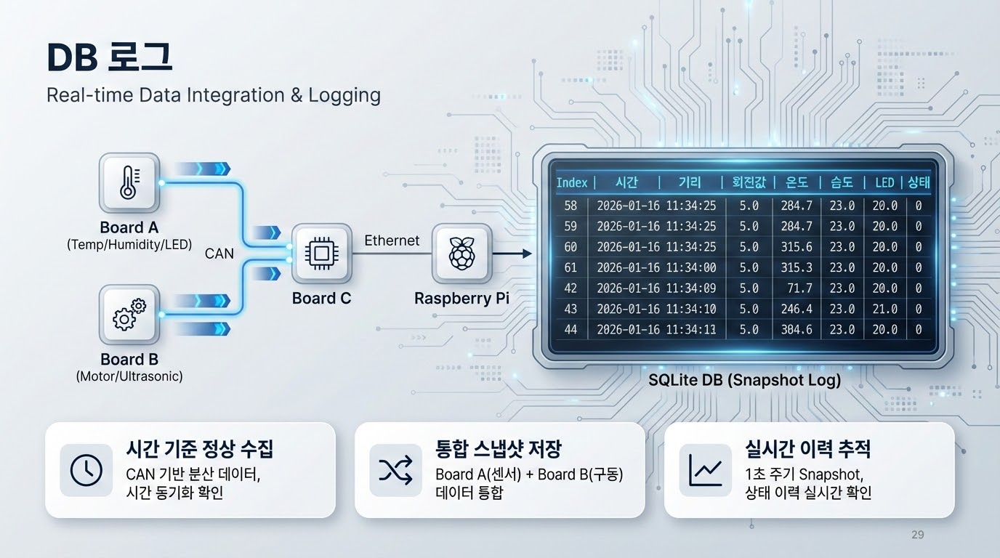 DB 로그
Real-time Data Integration & Logging
Board A
(Temp/Humidity/LED)
CAN
Board B
(Motor/Ultrasonic)
Board C
Ethernet
Raspberry Pi
Index | 시간 | 기리 | 회전값 | 온도 | 슴도 | LED | 상태
58 2026-01-16 11:34:25 5.0 284.7 23.0 20.0 0
59 2026-01-16 11:34:25 5.0 284.7 23.0 20.0 0
60 2026-01-16 11:34:25 5.0 315.6 23.0 20.0 0
61 2026-01-16 11:34:00 5.0 315.3 23.0 20.0 0
42 2026-01-16 11:34:09 5.0 71.7 23.0 20.0 0
43 2026-01-16 11:34:10 5.0 246.4 23.0 21.0 0
44 2026-01-16 11:34:11 5.0 384.6 23.0 20.0 0
SQLite DB (Snapshot Log)
시간 기준 정상 수집
CAN 기반 분산 데이터,
시간 동기화 확인
통합 스냅샷 저장
Board A(센서) + Board B(구동)
데이터 통합
실시간 이력 추적
1초 주기 Snapshot,
상태 이력 실시간 확인
29